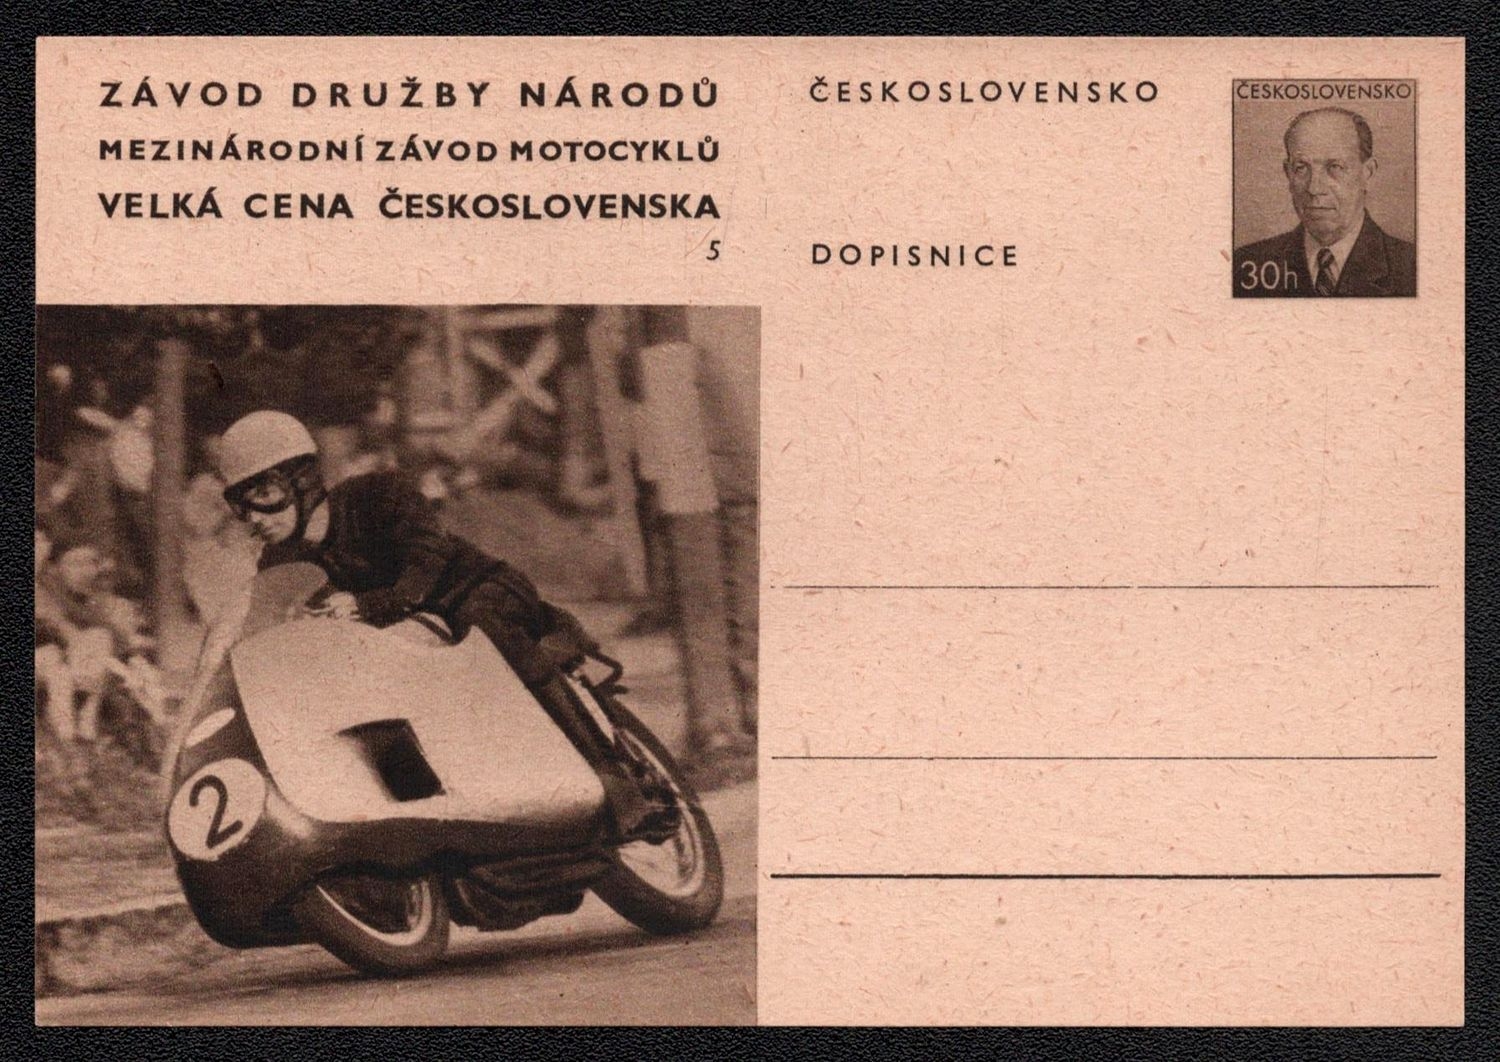 ZÁVOD DRUŽBY NÁRODŮ
MEZINÁRODNÍ ZÁVOD MOTOCYKLŮ
VELKÁ CENA ČESKOSLOVENSKA
5
ČESKOSLOVENSKO
DOPISNICE
ČESKOSLOVENSKO
30h
2